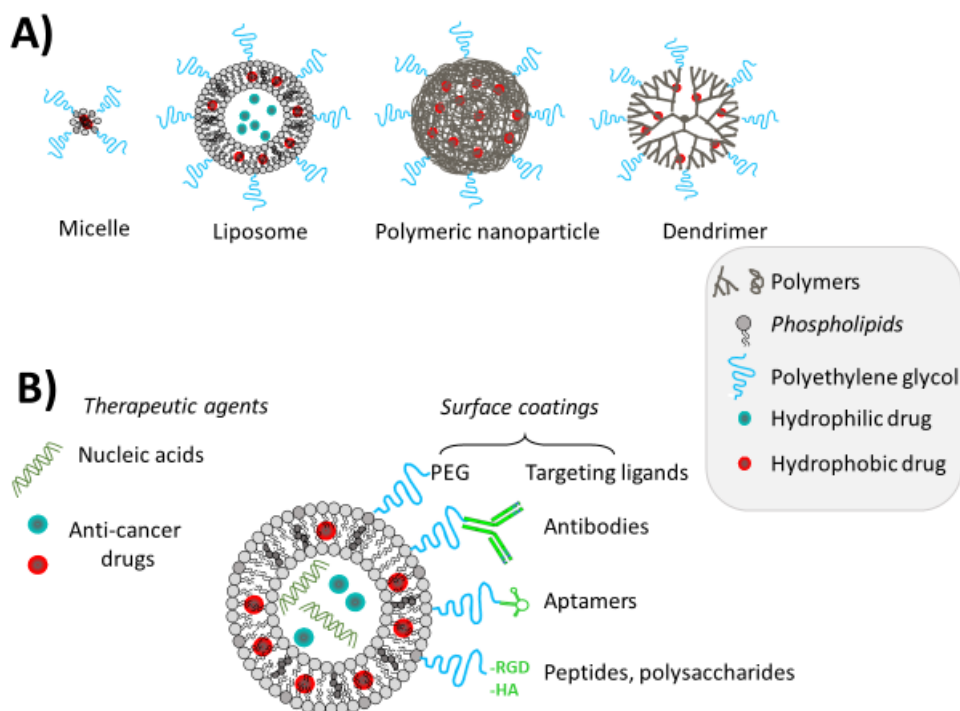 A)
Micelle
Liposome
Polymeric nanoparticle
Dendrimer
Polymers
Phospholipids
Polyethylene glycol
Hydrophilic drug
Hydrophobic drug
B)
Therapeutic agents
Nucleic acids
Anti-cancer
drugs
Surface coatings
PEG
Targeting ligands
Antibodies
Aptamers
-RGD
-HA
Peptides, polysaccharides